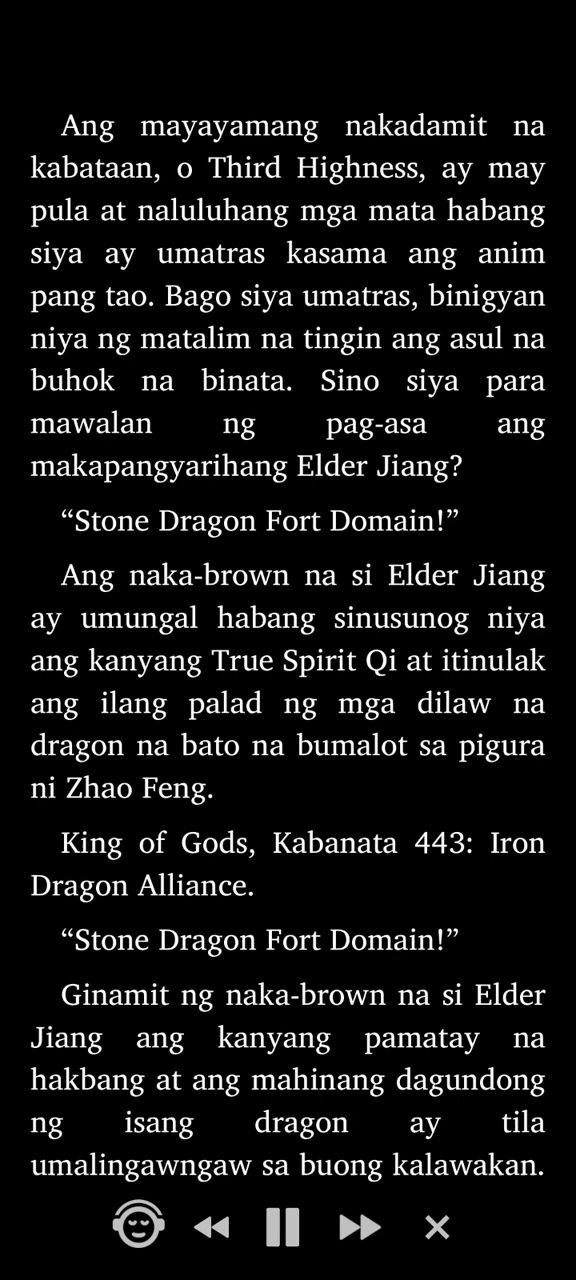 Ang mayayamang nakadamit na
kabataan, o Third Highness, ay may
pula at naluluhang mga mata habang
siya ay umatras kasama ang anim
pang tao. Bago siya umatras, binigyan
niya ng matalim na tingin ang asul na
buhok na binata. Sino siya para
mawalan ng pag-asa ang
makapangyarihang Elder Jiang?
“Stone Dragon Fort Domain!”
Ang naka-brown na si Elder Jiang
ay umungal habang sinusunog niya
ang kanyang True Spirit Qi at itinulak
ang ilang palad ng mga dilaw na
dragon na bato na bumalot sa pigura
ni Zhao Feng.
King of Gods, Kabanata 443: Iron
Dragon Alliance.
“Stone Dragon Fort Domain!”
Ginamit ng naka-brown na si Elder
Jiang ang kanyang pamatay na
hakbang at ang mahinang dagundong
ng isang dragon ay tila
umalingawngaw sa buong kalawakan.